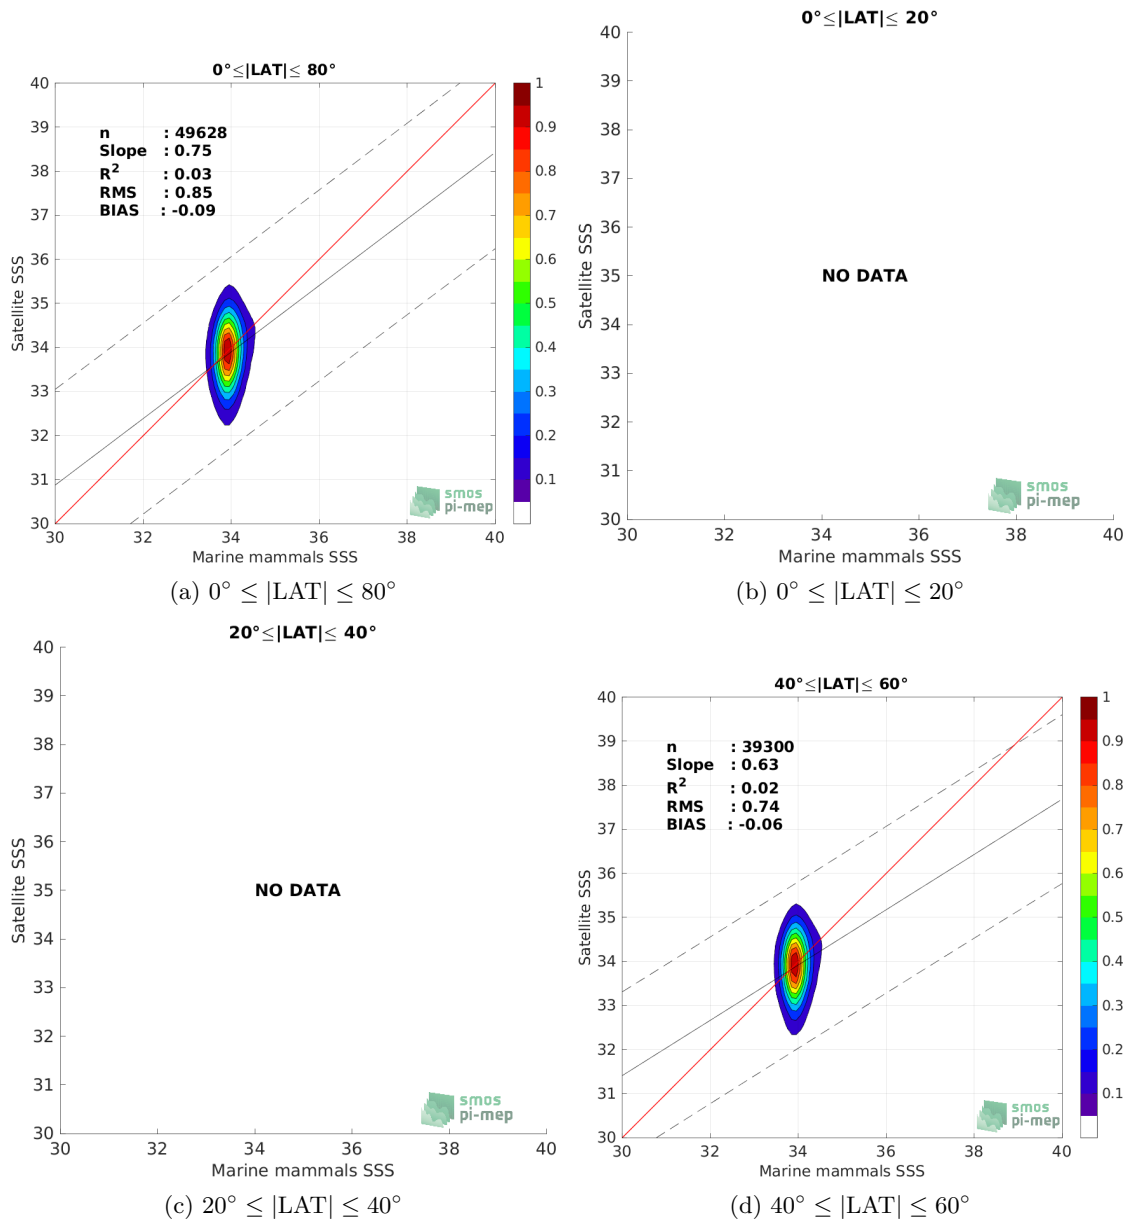 0°≤|LAT|≤ 80°
40
39
38
37
36
35
34
33
32
31
30
30
32
34
36
38
40
Satellite SSS
Marine mammals SSS
n : 49628
Slope : 0.75
R² : 0.03
RMS : 0.85
BIAS : -0.09
1
0.9
0.8
0.7
0.6
0.5
0.4
0.3
0.2
0.1
smos
pi-mep
(a) 0° ≤ |LAT| ≤ 80°
0°≤|LAT|≤ 20°
40
39
38
37
36
35
34
33
32
31
30
30
32
34
36
38
40
Satellite SSS
Marine mammals SSS
NO DATA
smos
pi-mep
(b) 0° ≤ |LAT| ≤ 20°
20°≤|LAT|≤ 40°
40
39
38
37
36
35
34
33
32
31
30
30
32
34
36
38
40
Satellite SSS
Marine mammals SSS
NO DATA
smos
pi-mep
(c) 20° ≤ |LAT| ≤ 40°
40°≤|LAT|≤ 60°
40
39
38
37
36
35
34
33
32
31
30
30
32
34
36
38
40
Satellite SSS
Marine mammals SSS
n : 39300
Slope : 0.63
R² : 0.02
RMS : 0.74
BIAS : -0.06
1
0.9
0.8
0.7
0.6
0.5
0.4
0.3
0.2
0.1
smos
pi-mep
(d) 40° ≤ |LAT| ≤ 60°